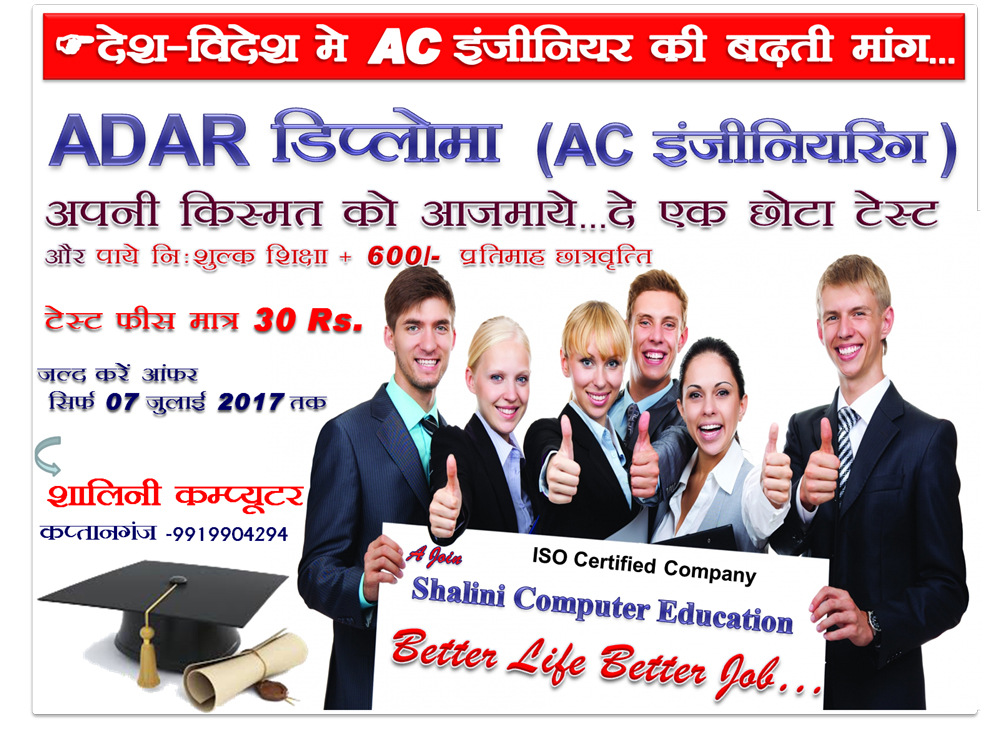 ☞देश-विदेश मे AC इंजीनियर की बढ़ती मांग...
ADAR डिप्लोमा (AC इंजीनियरिंग )
अपनी किस्मत को आजमाये...दे एक छोटा टेस्ट
और पाये नि:शुल्क शिक्षा + 600/- प्रतिमाह छात्रवृत्ति
टेस्ट फीस मात्र 30 Rs.
जल्द करें आंफर
सिर्फ 07 जुलाई 2017 तक
शालिनी कम्प्यूटर
कप्तानगंज -9919904294
A Join
ISO Certified Company
Shalini Computer Education
Better Life Better Job...